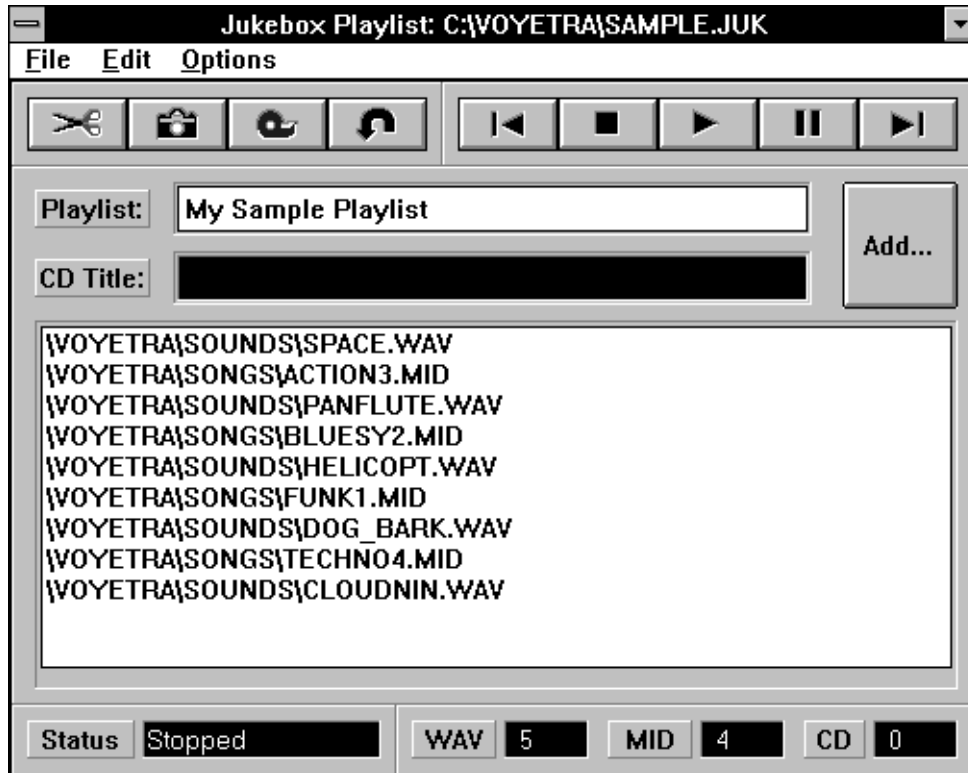 Jukebox Playlist: C:\VOYETRA\SAMPLE.JUK
File Edit Options
Playlist: My Sample Playlist
Add...
CD Title:
\VOYETRA\SOUNDS\SPACE.WAV
\VOYETRA\SONGS\ACTION3.MID
\VOYETRA\SOUNDS\PANFLUTE.WAV
\VOYETRA\SONGS\BLUESY2.MID
\VOYETRA\SOUNDS\HELICOPT.WAV
\VOYETRA\SONGS\FUNK1.MID
\VOYETRA\SOUNDS\DOG_BARK.WAV
\VOYETRA\SONGS\TECHNO4.MID
\VOYETRA\SOUNDS\CLOUDNIN.WAV
Status Stopped WAV 5 MID 4 CD 0